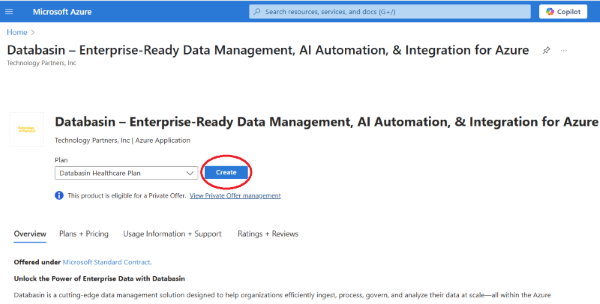 Microsoft Azure
Search resources, services, and docs (G+/)
Copilot
Home >
Databasin – Enterprise-Ready Data Management, AI Automation, & Integration for Azure
Technology Partners, Inc
Databasin – Enterprise-Ready Data Management, AI Automation, & Integration for Azure
Technology Partners, Inc | Azure Application
Plan
Databasin Healthcare Plan
Create
This product is eligible for a Private Offer. View Private Offer management
Overview Plans + Pricing Usage Information + Support Ratings + Reviews
Offered under Microsoft Standard Contract.
Unlock the Power of Enterprise Data with Databasin
Databasin is a cutting-edge data management solution designed to help organizations efficiently ingest, process, govern, and analyze their data at scale—all within the Azure